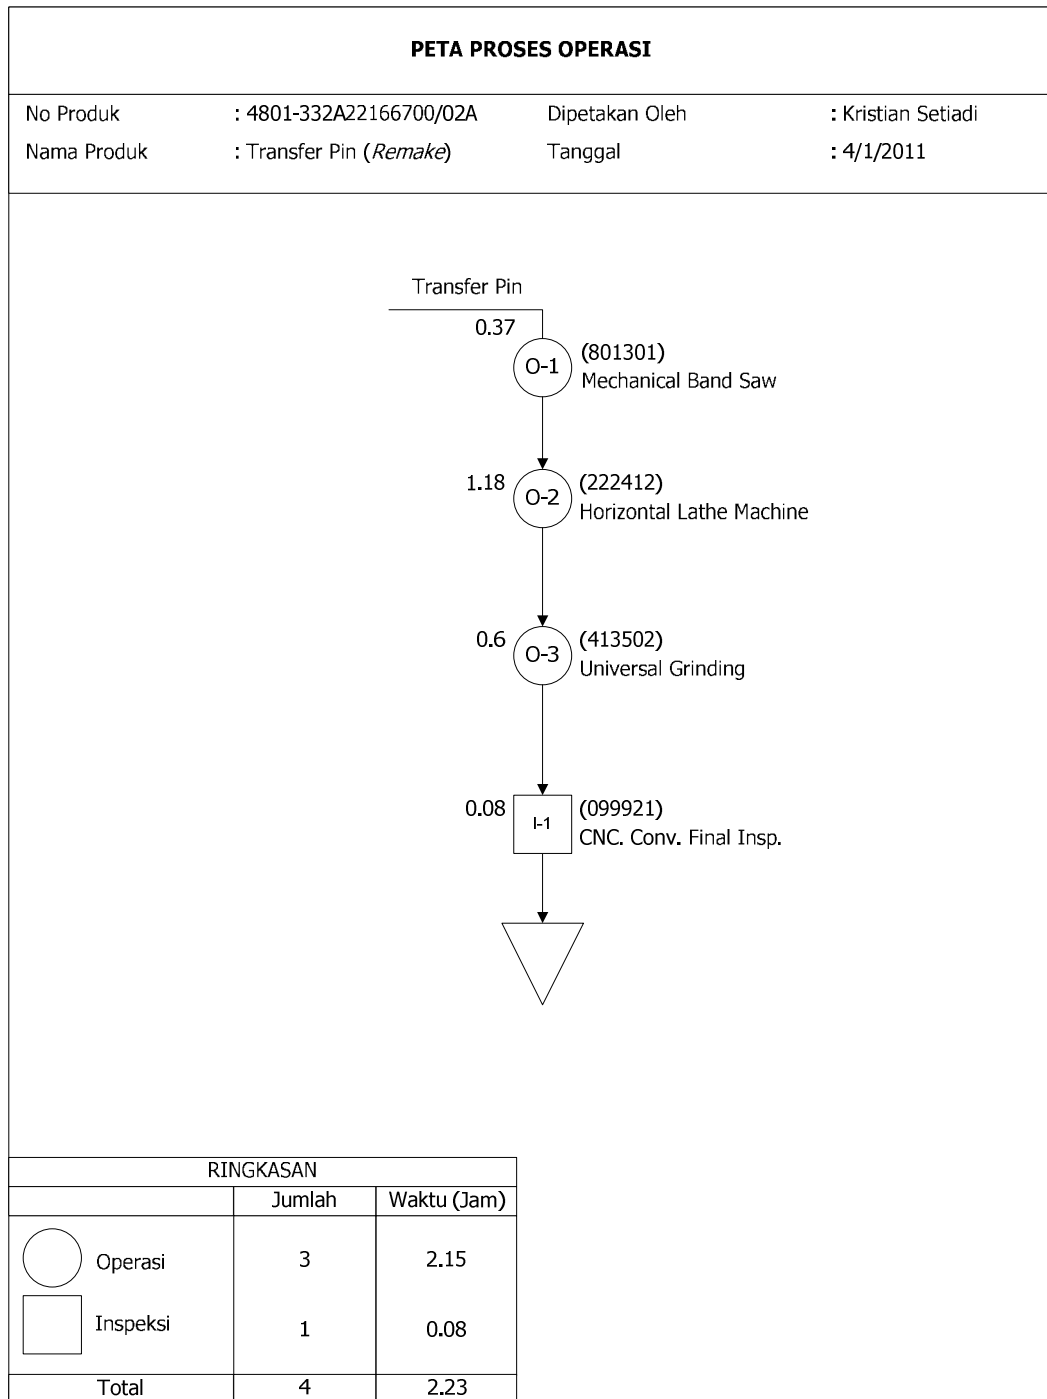 PETA PROSES OPERASI
No Produk : 4801-332A22166700/02A Dipetakan Oleh : Kristian Setiadi
Nama Produk : Transfer Pin (Remake) Tanggal : 4/1/2011
Transfer Pin
0.37
O-1
(801301)
Mechanical Band Saw
1.18
O-2
(222412)
Horizontal Lathe Machine
0.6
O-3
(413502)
Universal Grinding
0.08
I-1
(099921)
CNC. Conv. Final Insp.
RINGKASAN
Jumlah Waktu (Jam)
Operasi 3 2.15
Inspeksi 1 0.08
Total 4 2.23